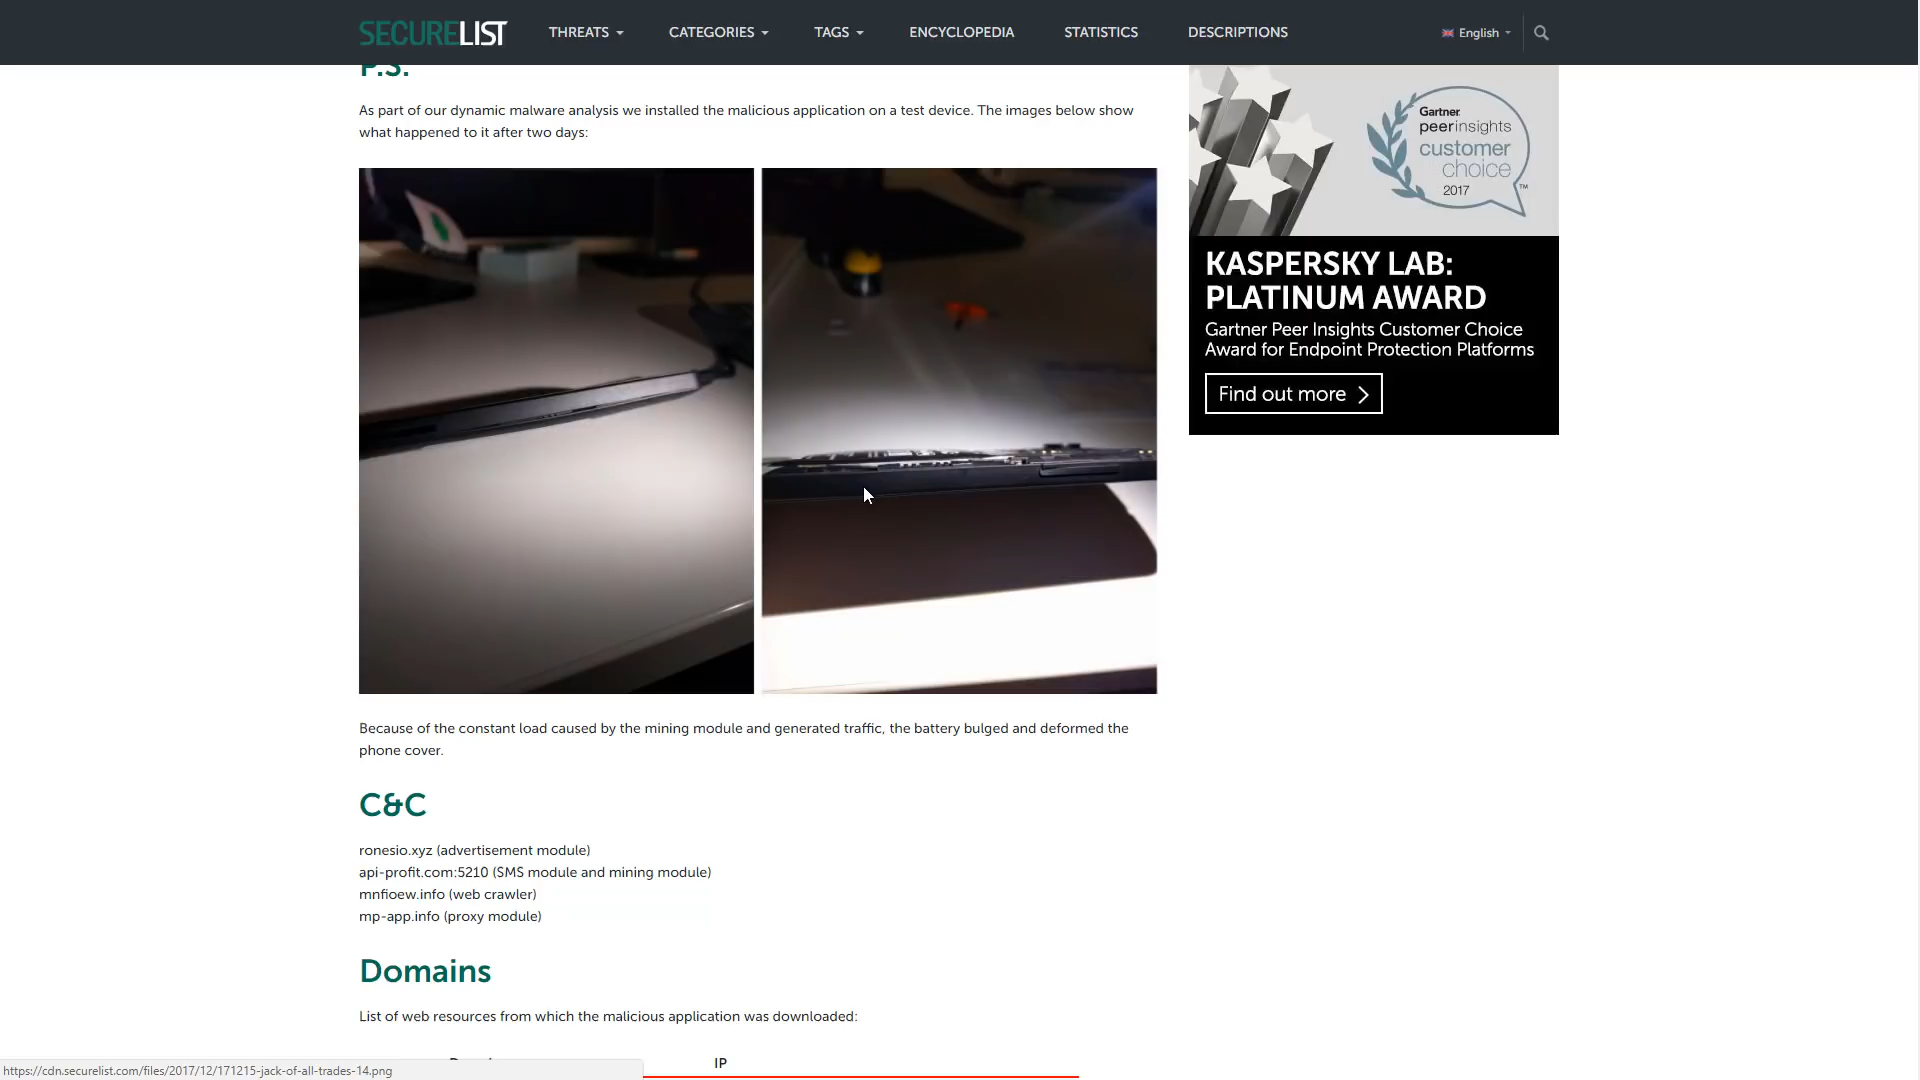 SECURELIST
THREATS
CATEGORIES
TAGS
ENCYCLOPEDIA
STATISTICS
DESCRIPTIONS
English
P.S.
As part of our dynamic malware analysis we installed the malicious application on a test device. The images below show
what happened to it after two days:
Because of the constant load caused by the mining module and generated traffic, the battery bulged and deformed the
phone cover.
C&C
ronesio.xyz (advertisement module)
api-profit.com:5210 (SMS module and mining module)
mnfioew.info (web crawler)
mp-app.info (proxy module)
Domains
List of web resources from which the malicious application was downloaded:
IP
Gartner
peerinsights
customer
choice
2017
TM
KASPERSKY LAB:
PLATINUM AWARD
Gartner Peer Insights Customer Choice
Award for Endpoint Protection Platforms
Find out more
https://cdn.securelist.com/files/2017/12/171215-jack-of-all-trades-14.png